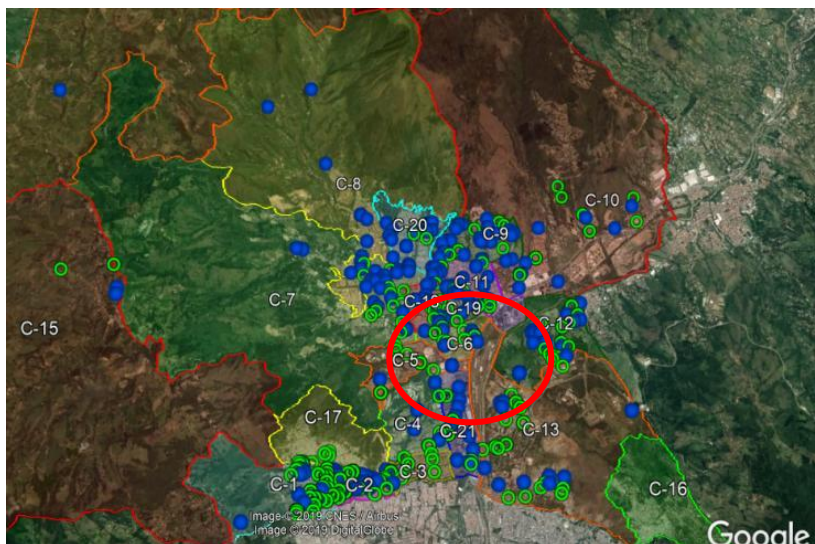 C-8
C-10
C-20
C-9
C-11
C-7
C-19
C-12
C-15
C-6
C-5
C-17
C-4
C-21
C-13
C-3
C-1
C-2
C-16
Image © 2019 CNES / Airbus
Image © 2019 DigitalGlobe
Google